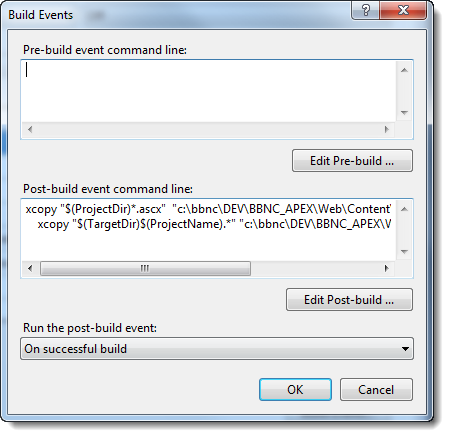 Build Events
?
Pre-build event command line:
Edit Pre-build ...
Post-build event command line:
xcopy "$(ProjectDir)*.ascx"  "c:\bbnc\DEV\BBNC_APEX\Web\Content\
xcopy "$(TargetDir)$(ProjectName).*" "c:\bbnc\DEV\BBNC_APEX\W
Edit Post-build ...
Run the post-build event:
On successful build
OK
Cancel